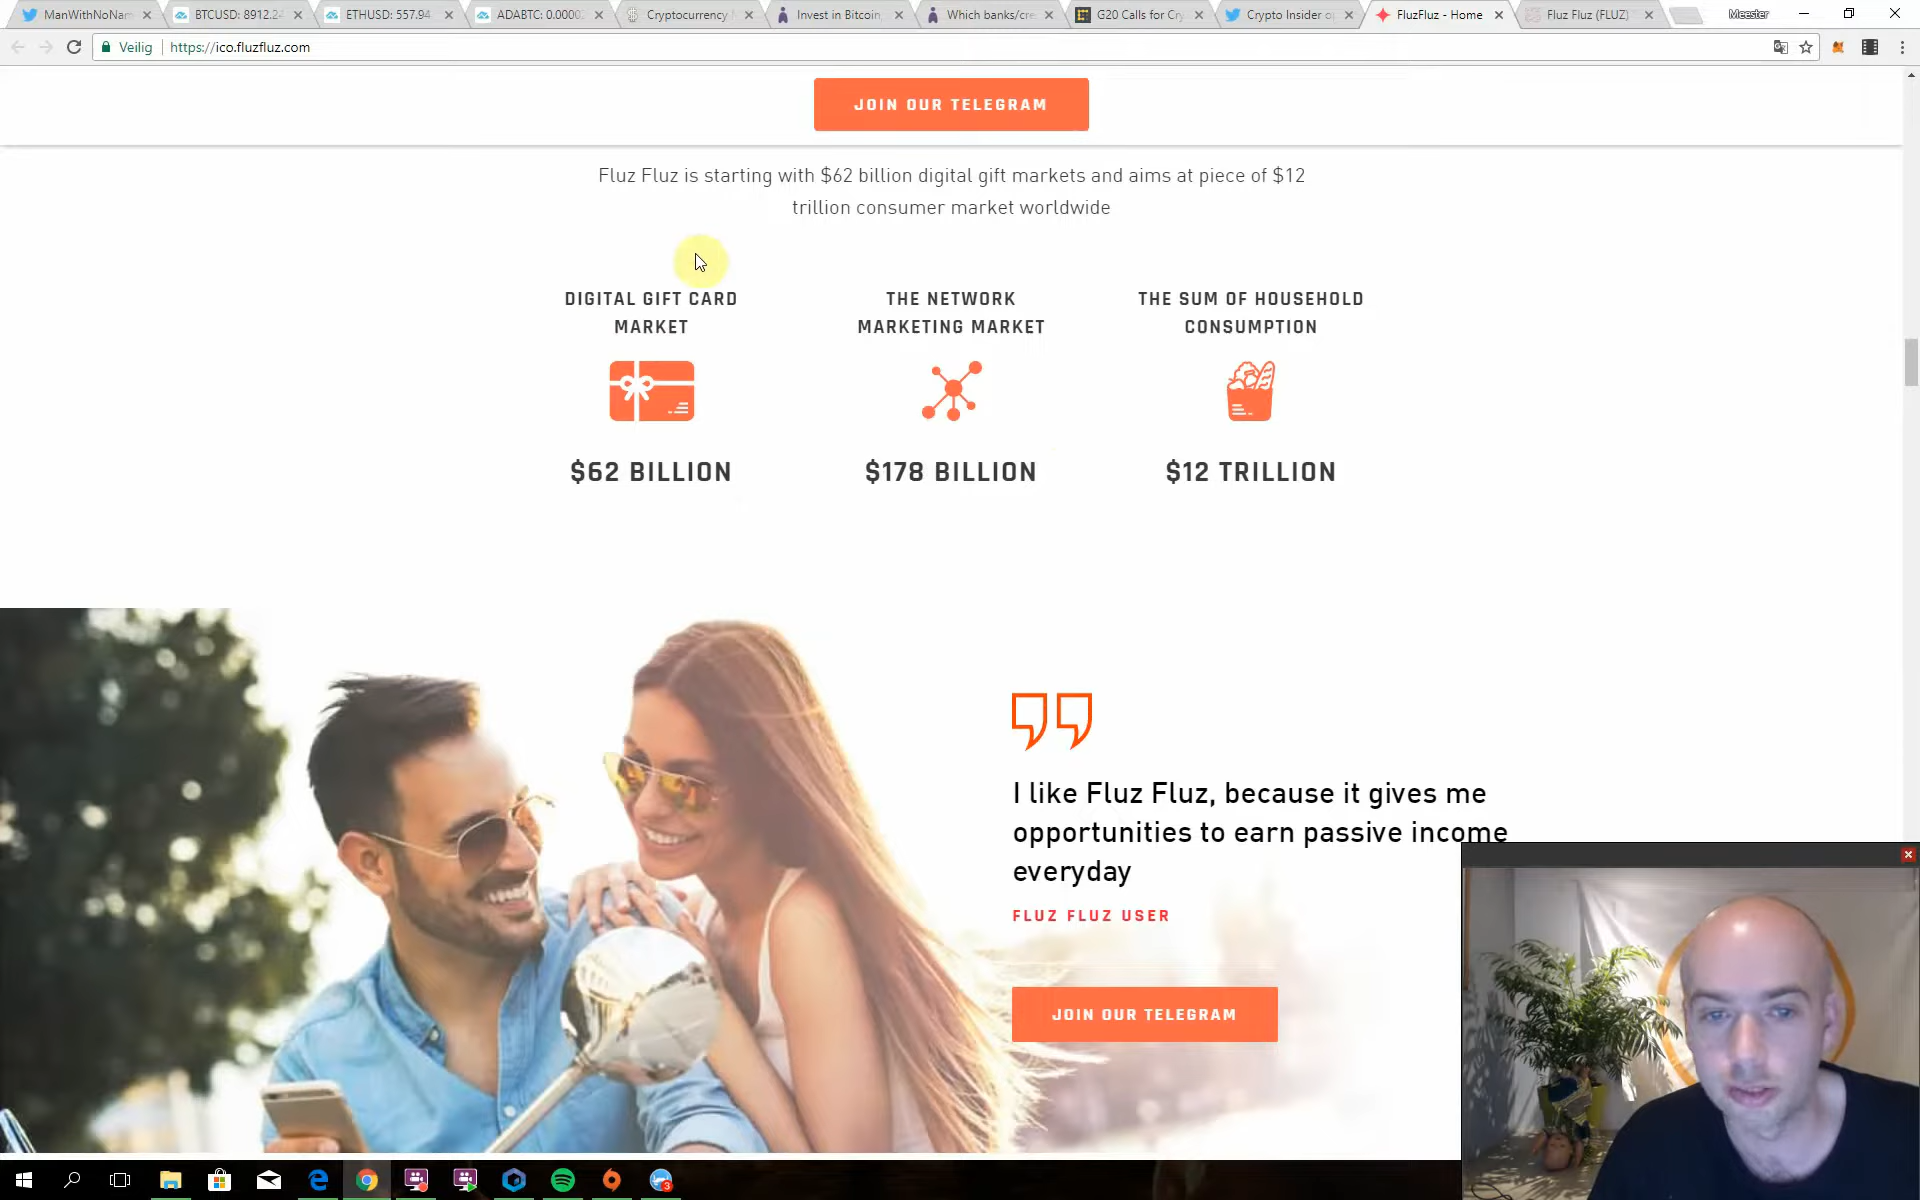 ManWithNoNam
BTCUSD: 8912.2
ETHUSD: 557.94
ADABTC: 0.0000
Cryptocurrency
Invest in Bitcoin
Which banks/cre
G20 Calls for Cry
Crypto Insider o
FluzFluz - Home
Fluz Fluz (FLUZ)
Meester
Veilig
https://ico.fluzfluz.com
JOIN OUR TELEGRAM
Fluz Fluz is starting with $62 billion digital gift markets and aims at piece of $12
trillion consumer market worldwide
DIGITAL GIFT CARD
MARKET
THE NETWORK
MARKETING MARKET
THE SUM OF HOUSEHOLD
CONSUMPTION
$62 BILLION
$178 BILLION
$12 TRILLION
I like Fluz Fluz, because it gives me
opportunities to earn passive income
everyday
FLUZ FLUZ USER
JOIN OUR TELEGRAM
3